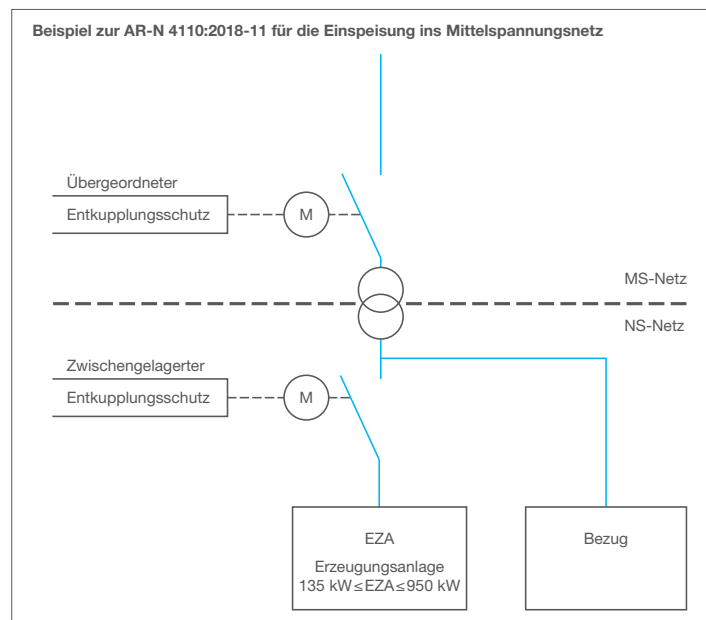 Beispiel zur AR-N 4110:2018-11 für die Einspeisung ins Mittelspannungsnetz
Übergeordneter
Entkupplungsschutz
M
MS-Netz
NS-Netz
Zwischengelagerter
Entkupplungsschutz
M
EZA
Erzeugungsanlage
135 kW≤EZA≤950 kW
Bezug